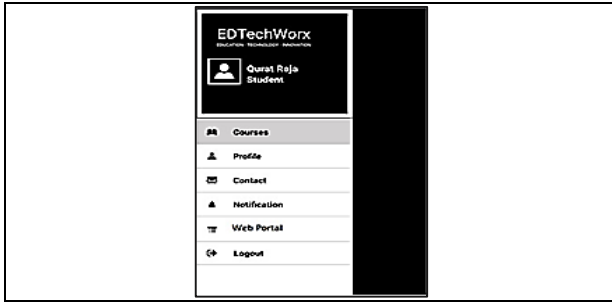 EDTechWorx
EDUCATION TECHNOLOGY INNOVATION
Qurat Raja
Student
Courses
Profile
Contact
Notification
Web Portal
Logout